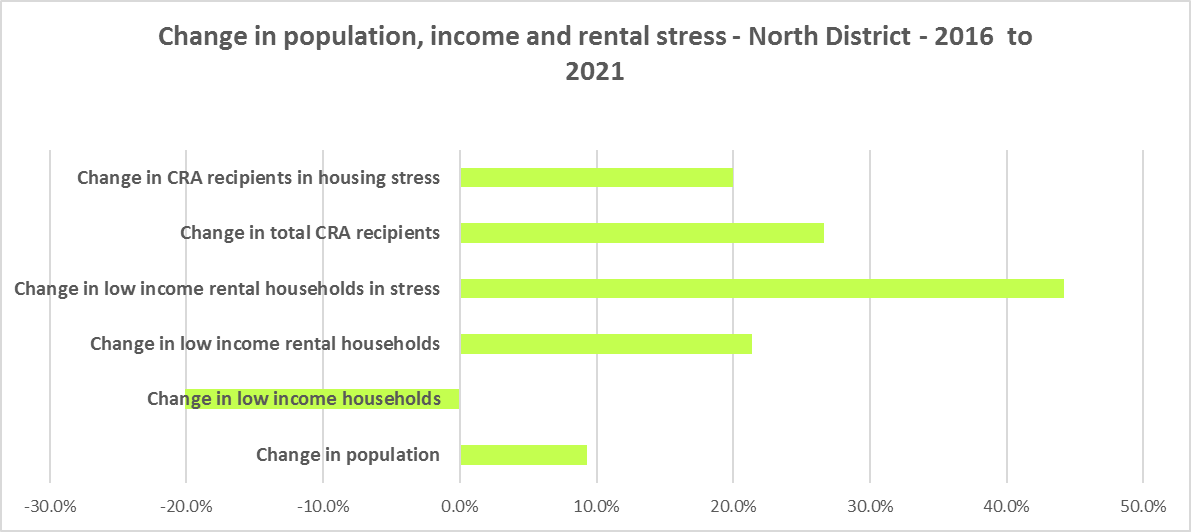 Change in population, income and rental stress - North District - 2016  to
2021
Change in CRA recipients in housing stress
Change in total CRA recipients
Change in low income rental households in stress
Change in low income rental households
Change in low income households
Change in population
-30.0% -20.0% -10.0% 0.0% 10.0% 20.0% 30.0% 40.0% 50.0%